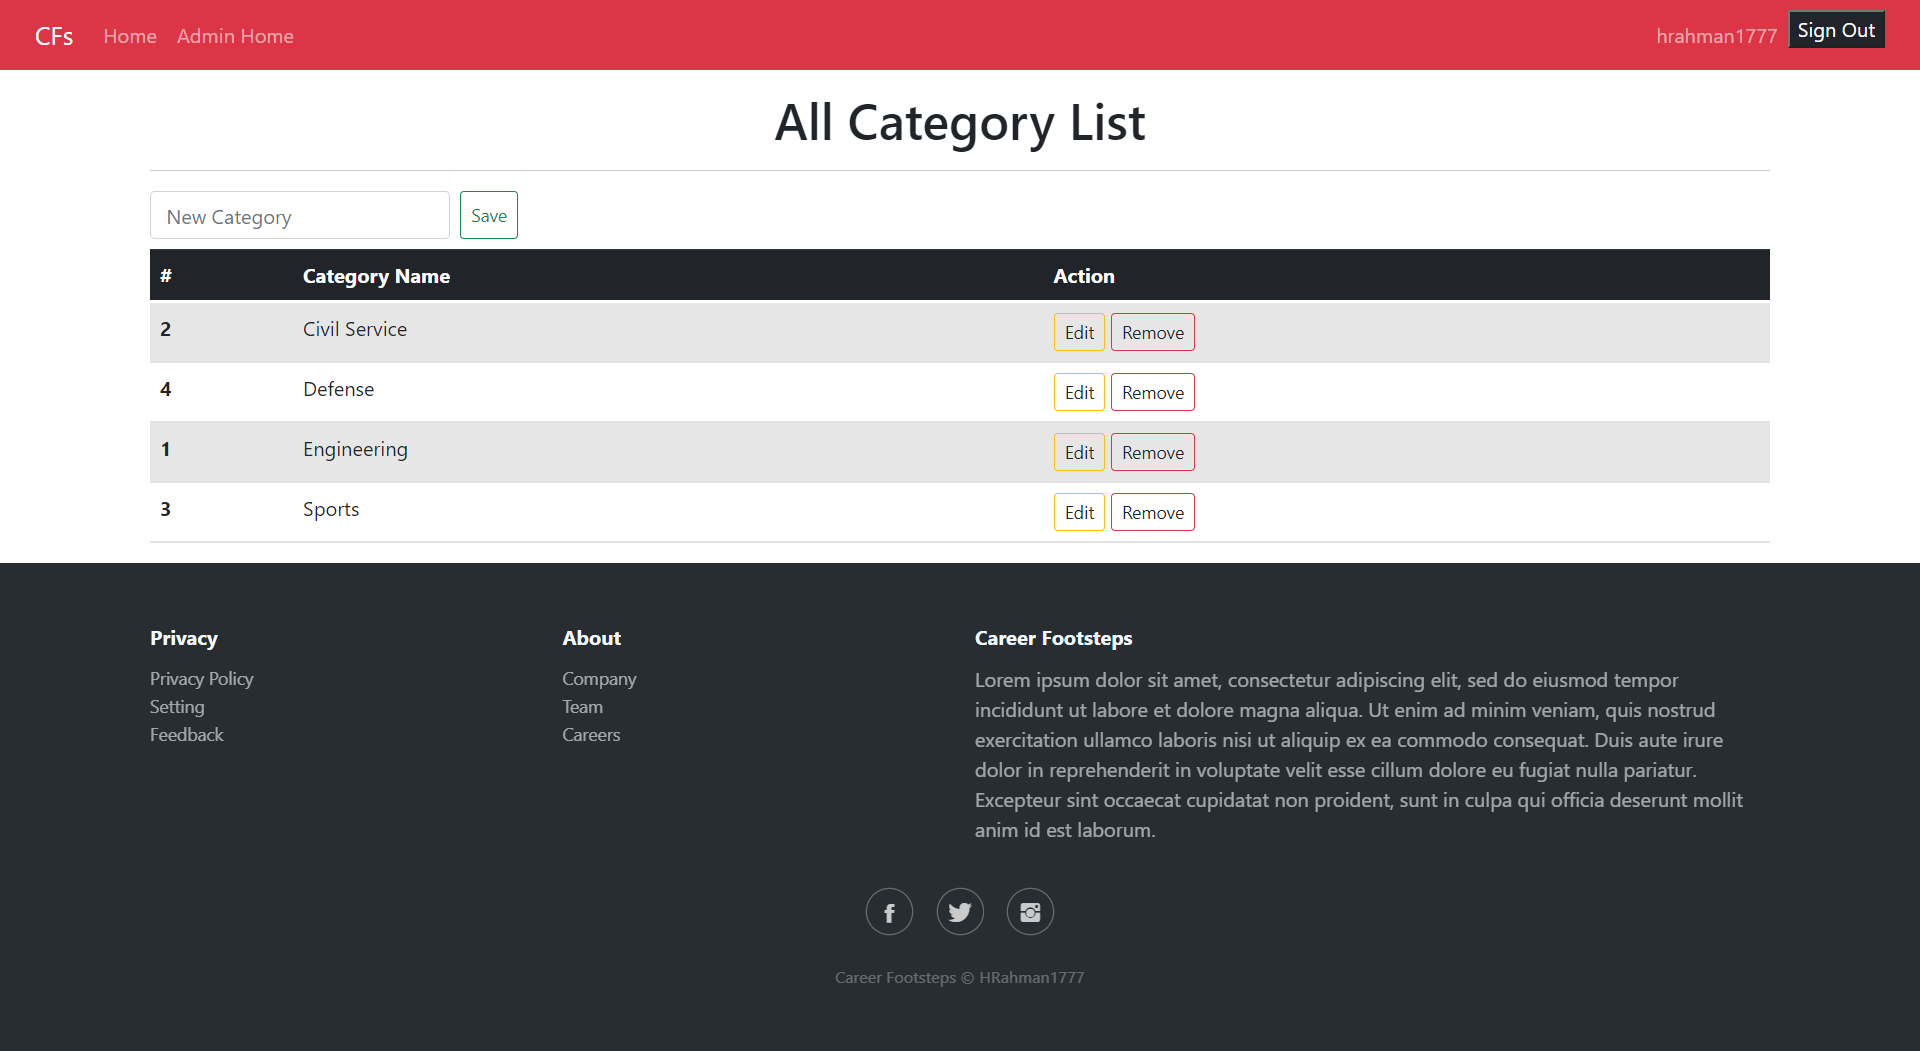 CFs Home Admin Home hrahman1777 Sign Out
All Category List
New Category Save
# Category Name Action
2 Civil Service Edit Remove
4 Defense Edit Remove
1 Engineering Edit Remove
3 Sports Edit Remove
Privacy
Privacy Policy
Setting
Feedback
About
Company
Team
Careers
Career Footsteps
Lorem ipsum dolor sit amet, consectetur adipiscing elit, sed do eiusmod tempor
incididunt ut labore et dolore magna aliqua. Ut enim ad minim veniam, quis nostrud
exercitation ullamco laboris nisi ut aliquip ex ea commodo consequat. Duis aute irure
dolor in reprehenderit in voluptate velit esse cillum dolore eu fugiat nulla pariatur.
Excepteur sint occaecat cupidatat non proident, sunt in culpa qui officia deserunt mollit
anim id est laborum.
Career Footsteps © HRahman1777